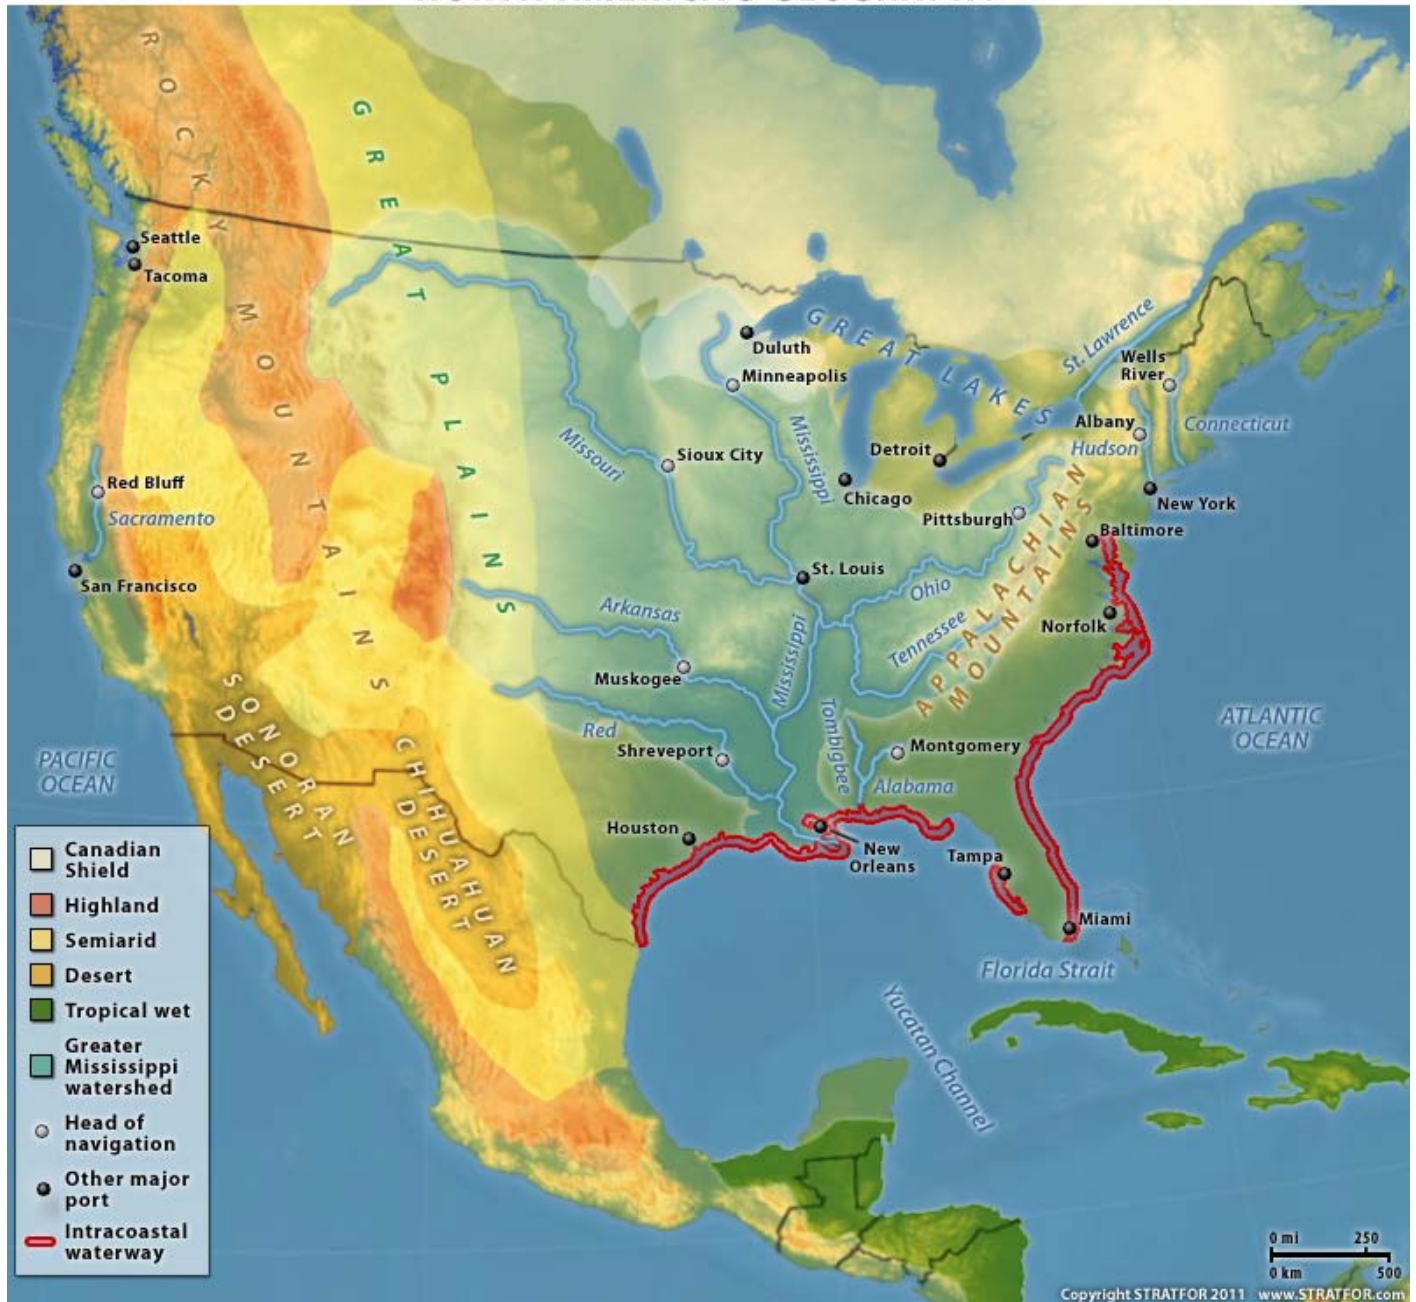 ROCKY MOUNTAINS
GREAT PLAINS
Seattle
Tacoma
GREAT LAKES
Duluth
Minneapolis
St. Lawrence
Wells
River
Albany
Hudson
Connecticut
Missouri
Sioux City
Mississippi
Detroit
Chicago
Pittsburgh
New York
Baltimore
Red Bluff
Sacramento
San Francisco
St. Louis
Ohio
Norfolk
Arkansas
Tennessee
APPALACHIAN
MOUNTAINS
Muskogee
Mississippi
Red
Shreveport
Tombigbee
Montgomery
Alabama
SONORAN
DESERT
CHIHUAHUAN
DESERT
PACIFIC
OCEAN
ATLANTIC
OCEAN
Houston
New
Orleans
Tampa
Miami
Florida Strait
Yucatan Channel
Canadian
Shield
Highland
Semiarid
Desert
Tropical wet
Greater
Mississippi
watershed
Head of
navigation
Other major
port
Intracoastal
waterway
0 mi 250
0 km 500
Copyright STRATFOR 2011 www.STRATFOR.com